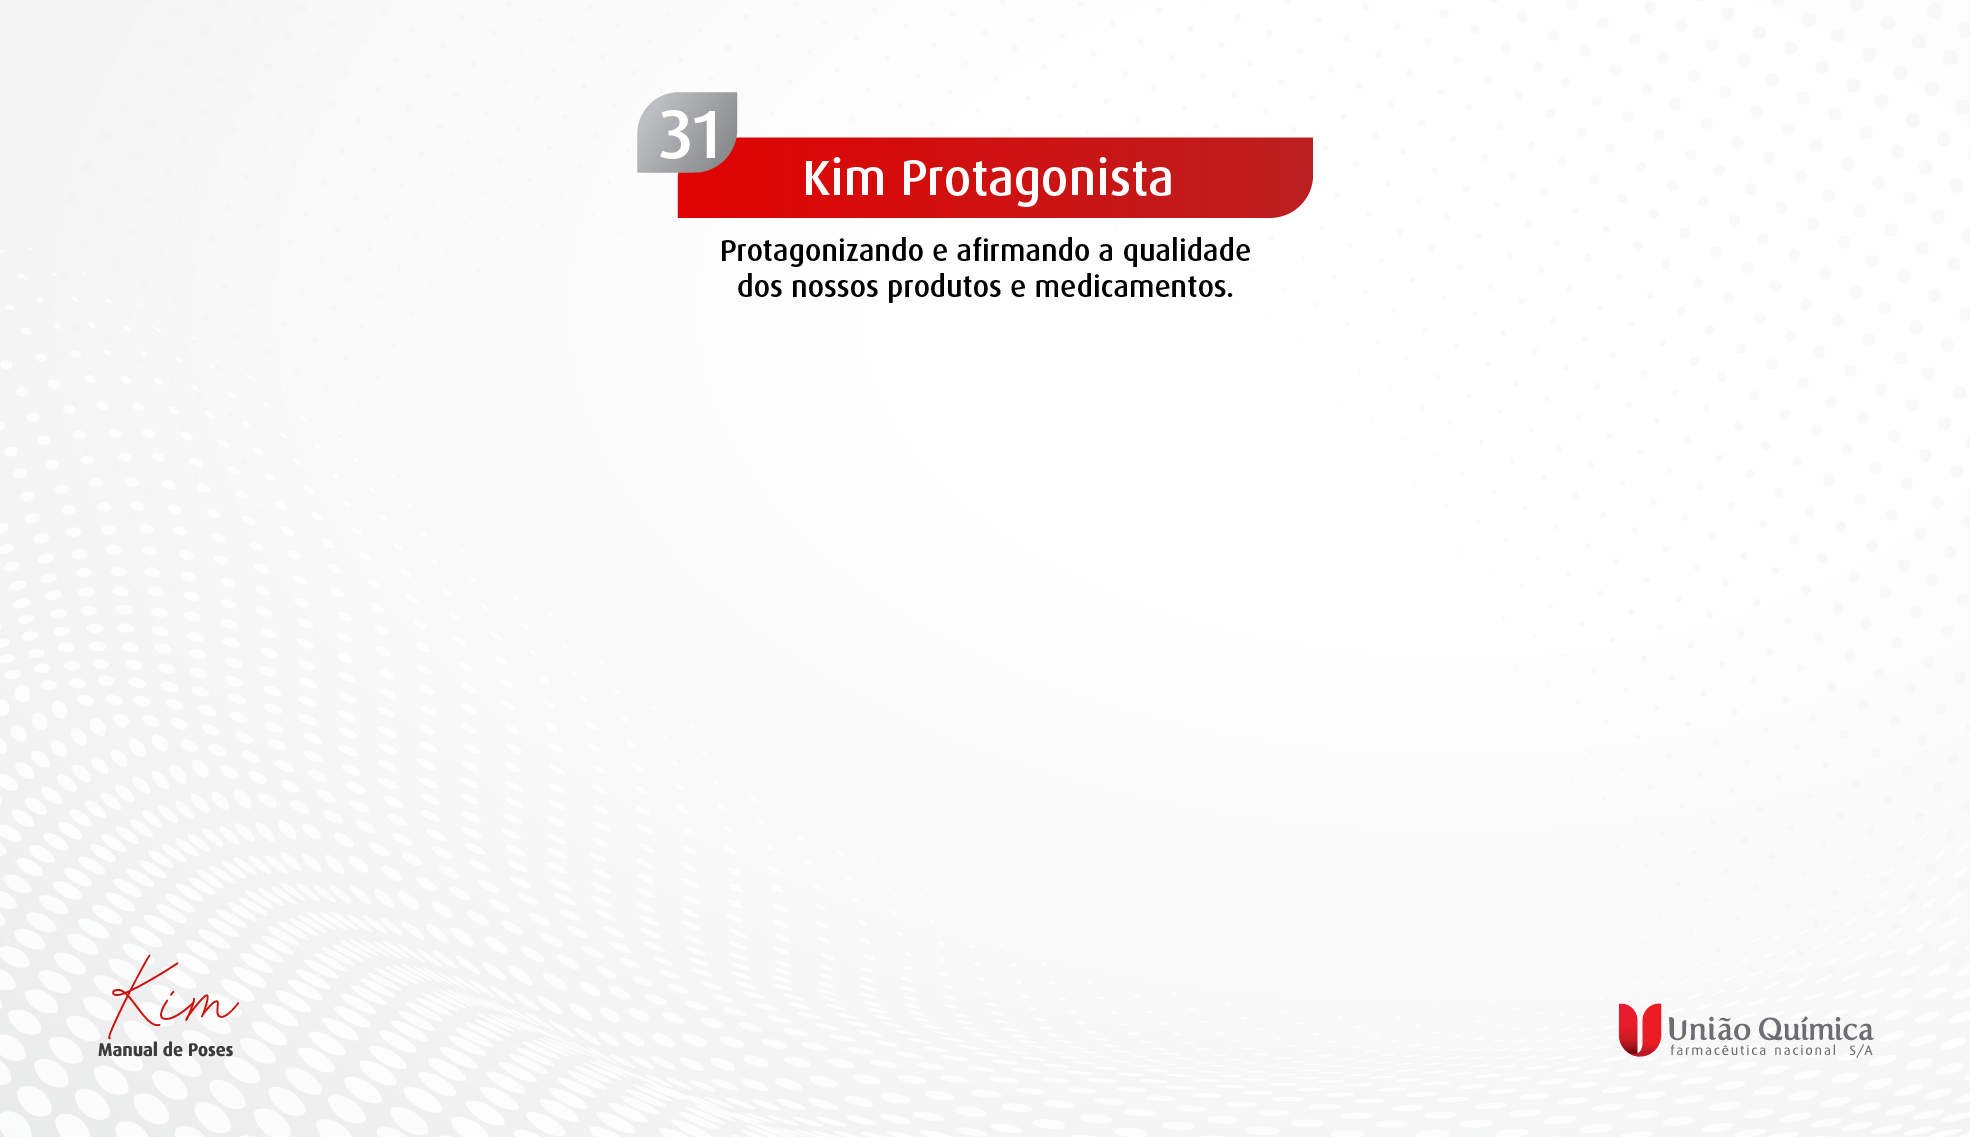 31
Kim Protagonista
Protagonizando e afirmando a qualidade
dos nossos produtos e medicamentos.
Kim
Manual de Poses
União Química
farmacêutica nacional S/A